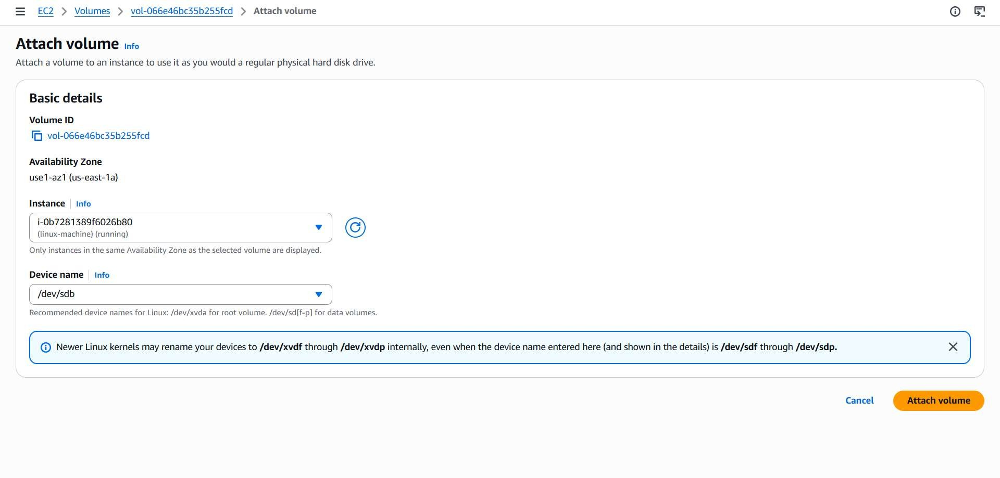 EC2 Volumes vol-066e46bc35b255fcd Attach volume
Attach volume Info
Attach a volume to an instance to use it as you would a regular physical hard disk drive.
Basic details
Volume ID
vol-066e46bc35b255fcd
Availability Zone
use1-az1 (us-east-1a)
Instance Info
i-0b7281389f6026b80
(linux-machine) (running)
Only instances in the same Availability Zone as the selected volume are displayed.
Device name Info
/dev/sdb
Recommended device names for Linux: /dev/xvda for root volume. /dev/sd[f-p] for data volumes.
Newer Linux kernels may rename your devices to /dev/xvdf through /dev/xvdp internally, even when the device name entered here (and shown in the details) is /dev/sdf through /dev/sdp.
Cancel Attach volume